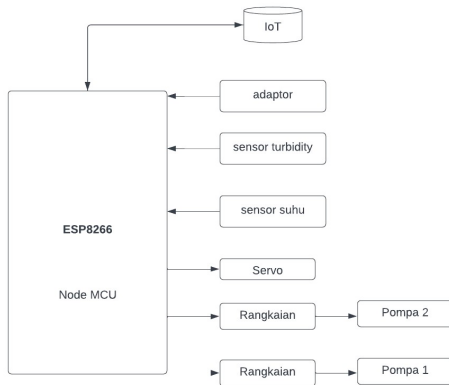 IoT
adaptor
sensor turbidity
sensor suhu
ESP8266
Servo
Node MCU
Rangkaian
Pompa 2
Rangkaian
Pompa 1